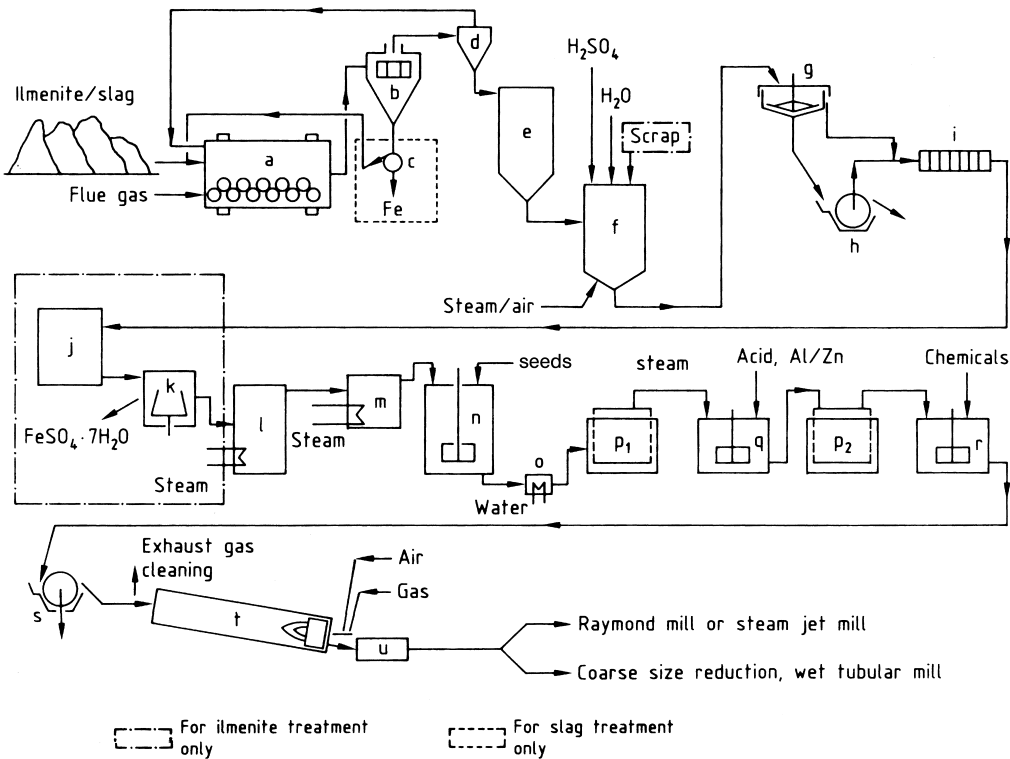 Ilmenite/slag
Flue gas
a
b
c
Fe
d
e
H₂SO₄
H₂O
Scrap
f
Steam/air
g
h
i
j
k
FeSO₄·7H₂O
l
Steam
m
Steam
n
seeds
o
Water
p₁
steam
q
Acid, Al/Zn
p₂
r
Chemicals
s
Exhaust gas
cleaning
t
Air
Gas
u
Raymond mill or steam jet mill
Coarse size reduction, wet tubular mill
For ilmenite treatment
only
For slag treatment
only